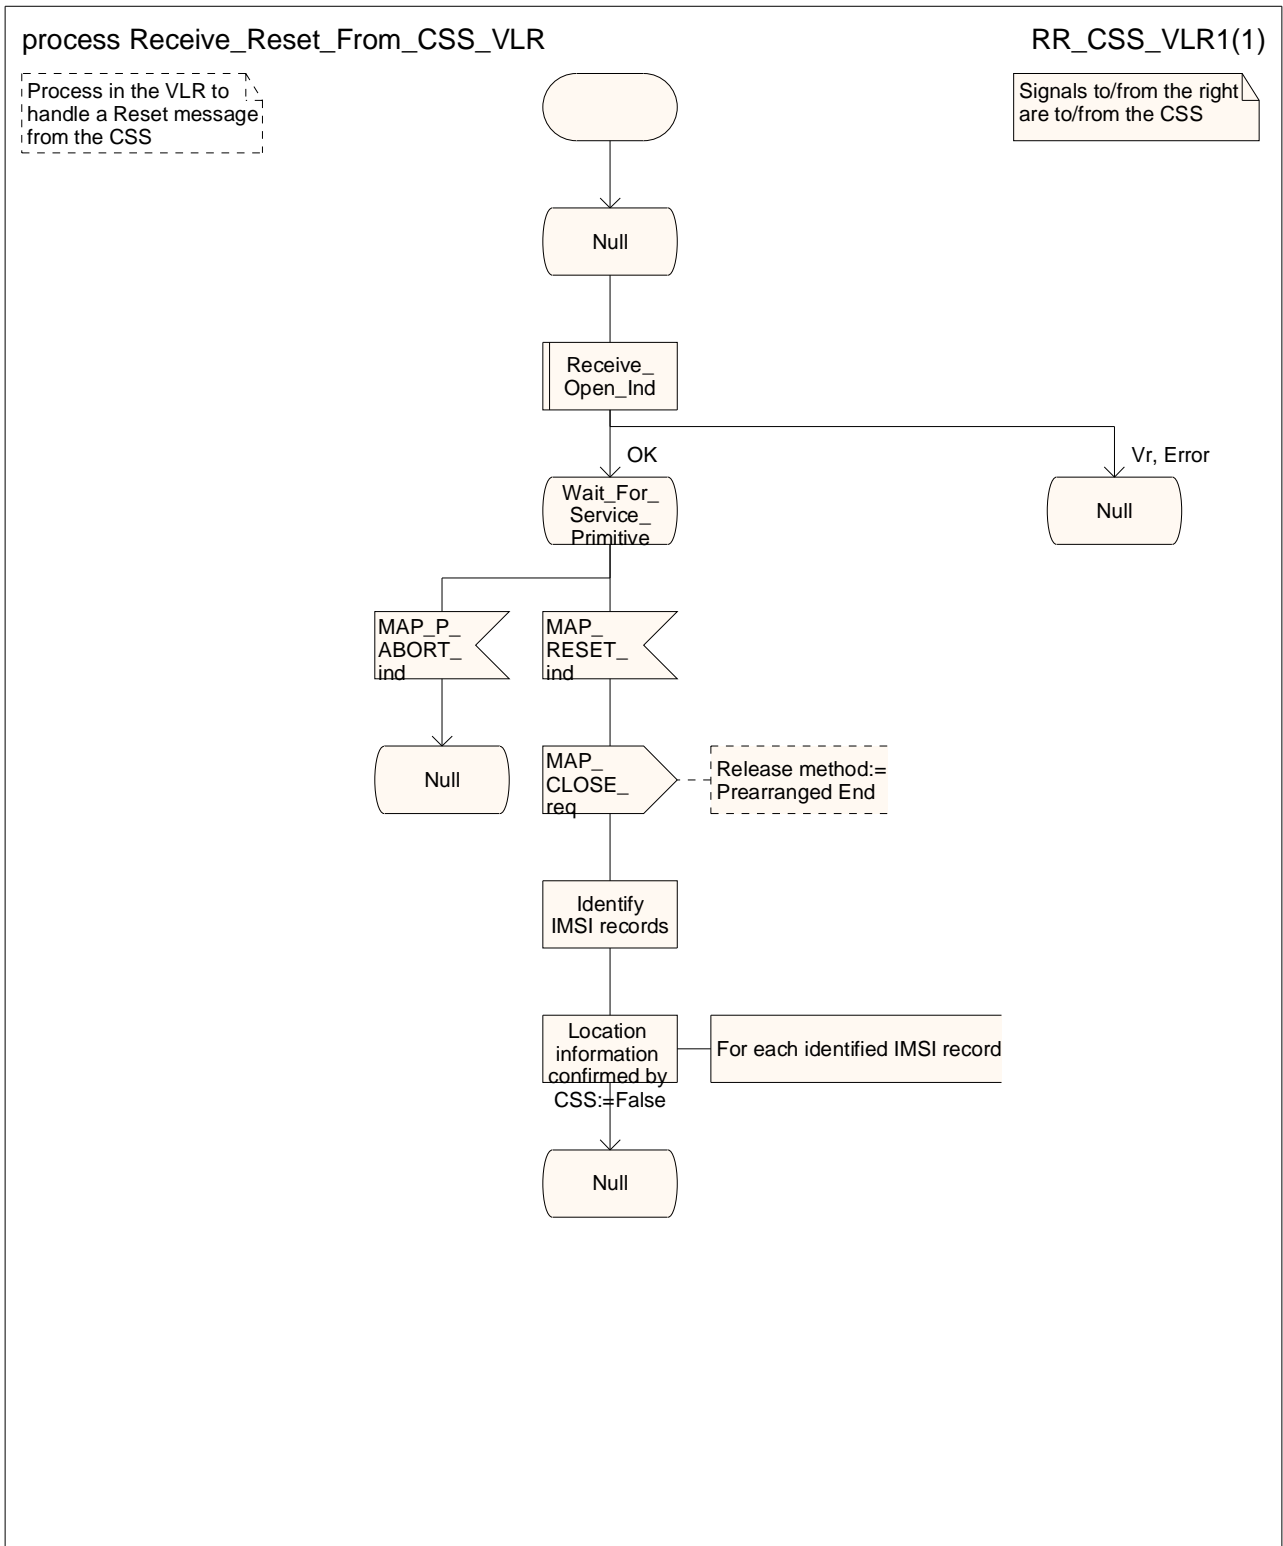 process Receive_Reset_From_CSS_VLR
RR_CSS_VLR1(1)
Process in the VLR to
handle a Reset message
from the CSS
Signals to/from the right
are to/from the CSS
Null
Receive_
Open_Ind
OK
Vr, Error
Wait_For_
Service_
Primitive
Null
MAP_P_
ABORT_
ind
MAP_
RESET_
ind
Null
MAP_
CLOSE_
req
Release method:=
Prearranged End
Identify
IMSI records
Location
information
confirmed by
CSS:=False
For each identified IMSI record
Null